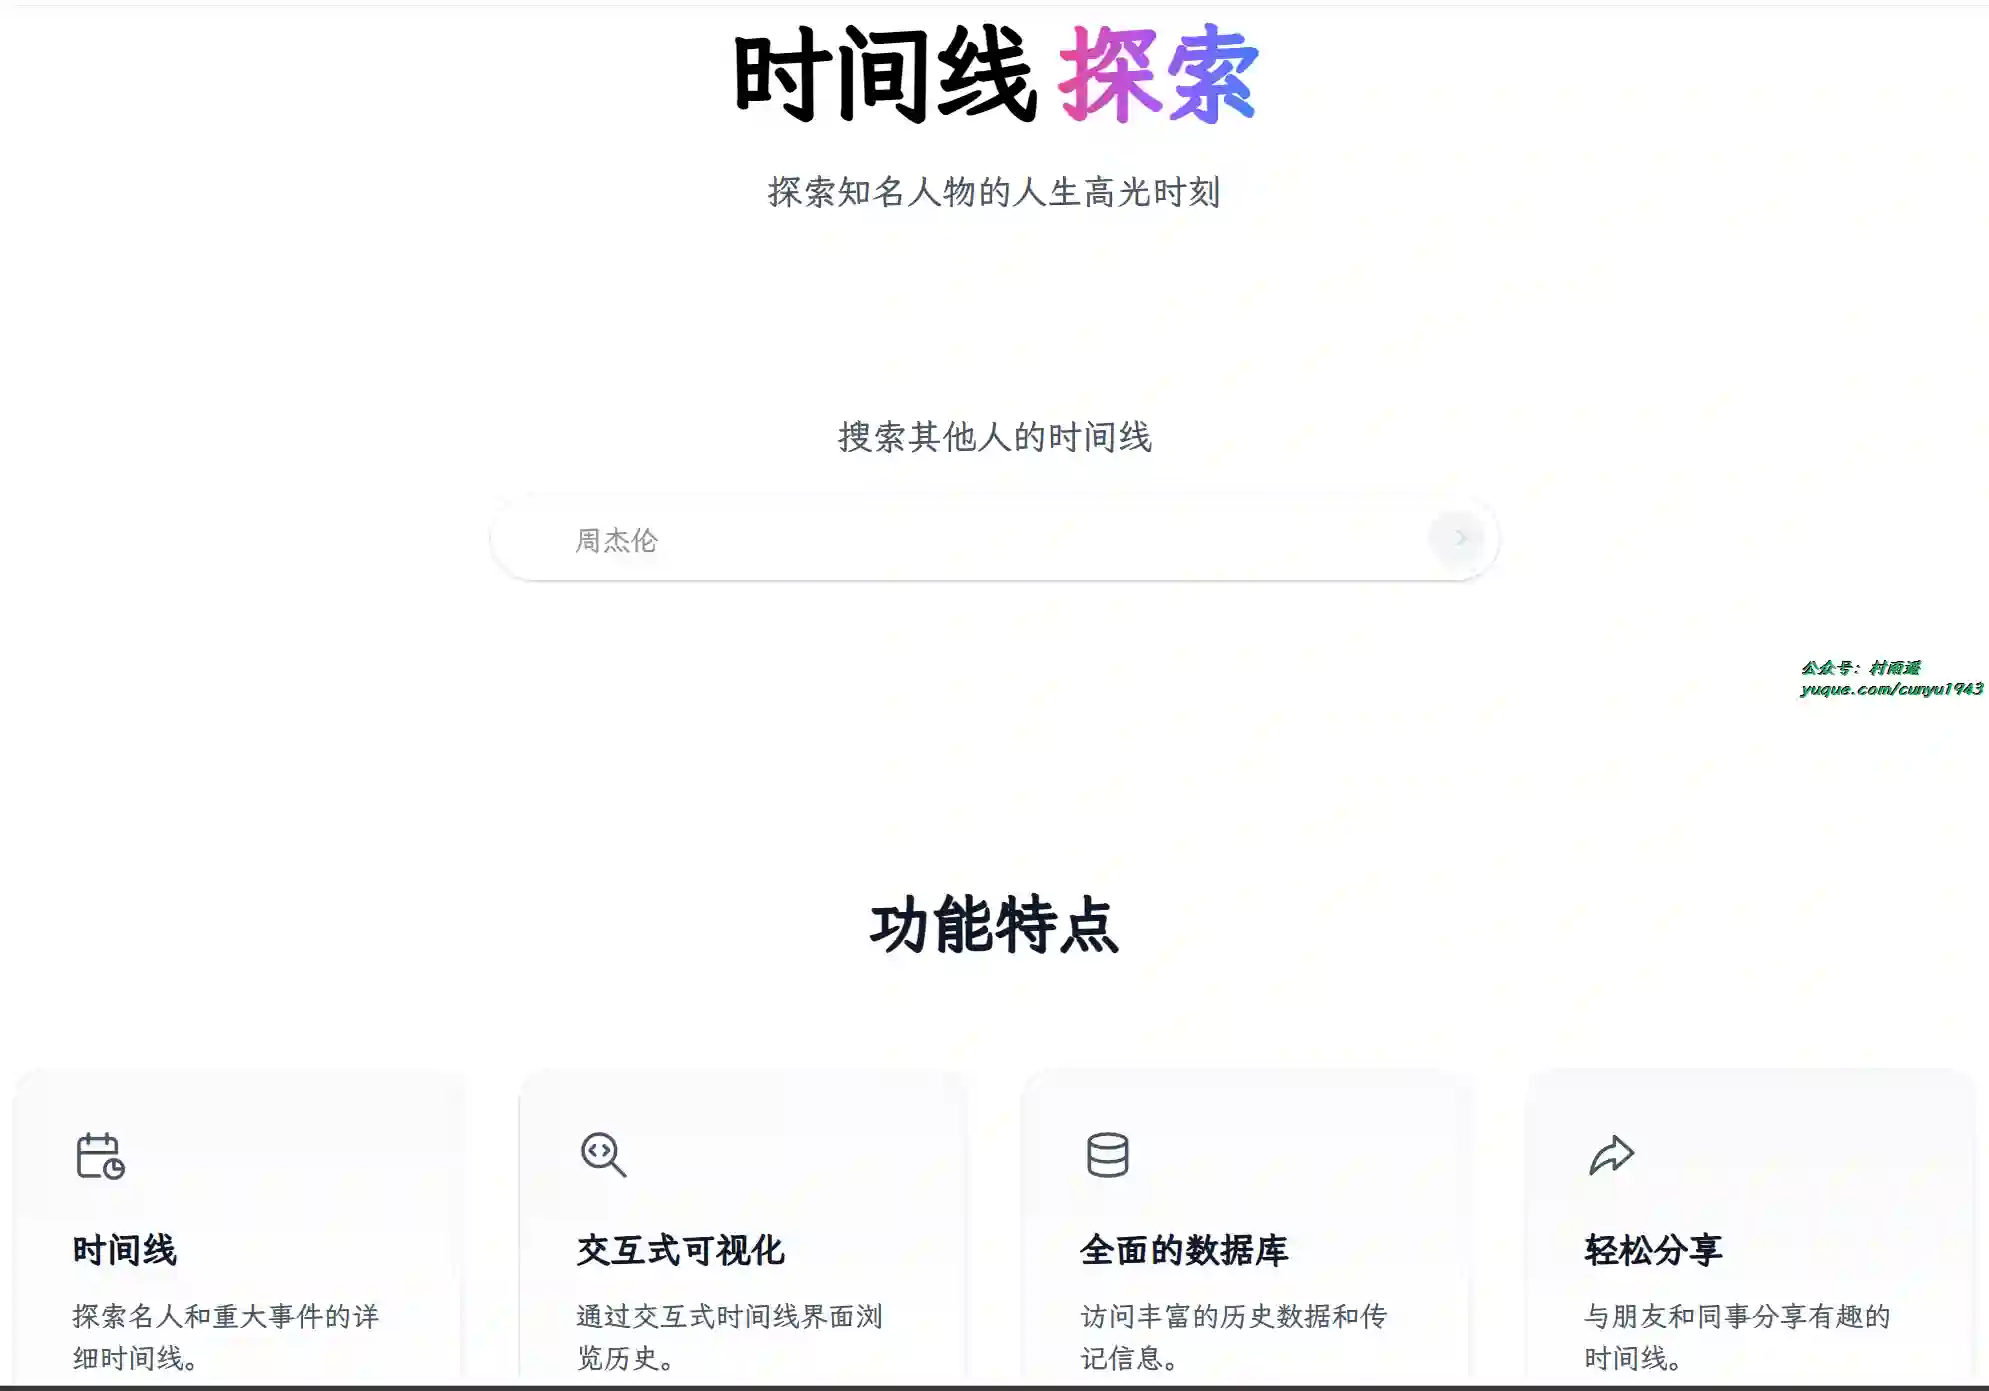 时间线 探索
探索知名人物的人生高光时刻
搜索其他人的时间线
周杰伦
公众号：村雨遥
yuque.com/cunyu1943
功能特点
时间线
探索名人和重大事件的详
细时间线。
交互式可视化
通过交互式时间线界面浏
览历史。
全面的数据库
访问丰富的历史数据和传
记信息。
轻松分享
与朋友和同事分享有趣的
时间线。